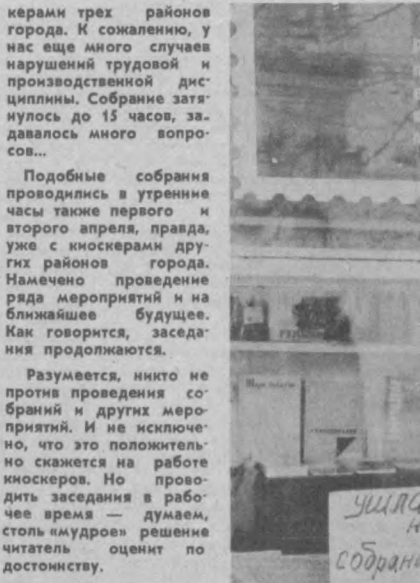 керами трех районов
города. К сожалению, у
нас еще много случаев
нарушений трудовой и
производственной дис-
циплины. Собрание затя-
нулось до 15 часов, за-
давалось много вопро-
сов...
Подобные собрания
проводились в утренние
часы также первого и
второго апреля, правда,
уже с киоскерами дру-
гих районов города.
Намечено проведение
ряда мероприятий и на
ближайшее будущее.
Как говорится, заседа-
ния продолжаются.
Разумеется, никто не
против проведения со-
браний и других меро-
приятий. И не исключе-
но, что это положитель-
но скажется на работе
киоскеров. Но прово-
дить заседания в рабо-
чее время — думаем,
столь «мудрое» решение
читатель оценит по
достоинству.
УШЛА
н
собран